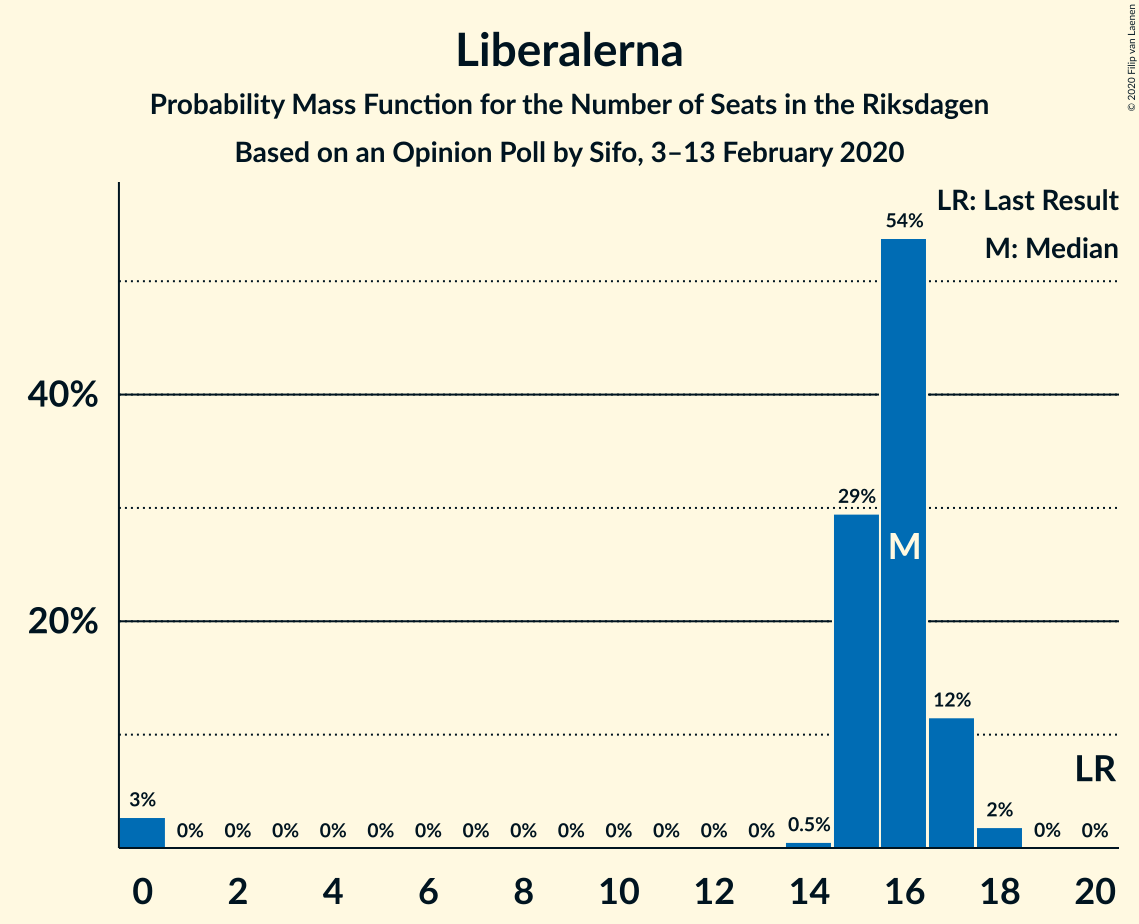 Liberalerna
Probability Mass Function for the Number of Seats in the Riksdagen
Based on an Opinion Poll by Sifo, 3–13 February 2020
© 2020 Filip van Laenen
LR: Last Result
M: Median
54%
40%
29%
M
20%
12%
LR
3% 0% 0% 0% 0% 0% 0% 0% 0% 0% 0% 0% 0% 0% 0.5% 2% 0% 0%
0 2 4 6 8 10 12 14 16 18 20